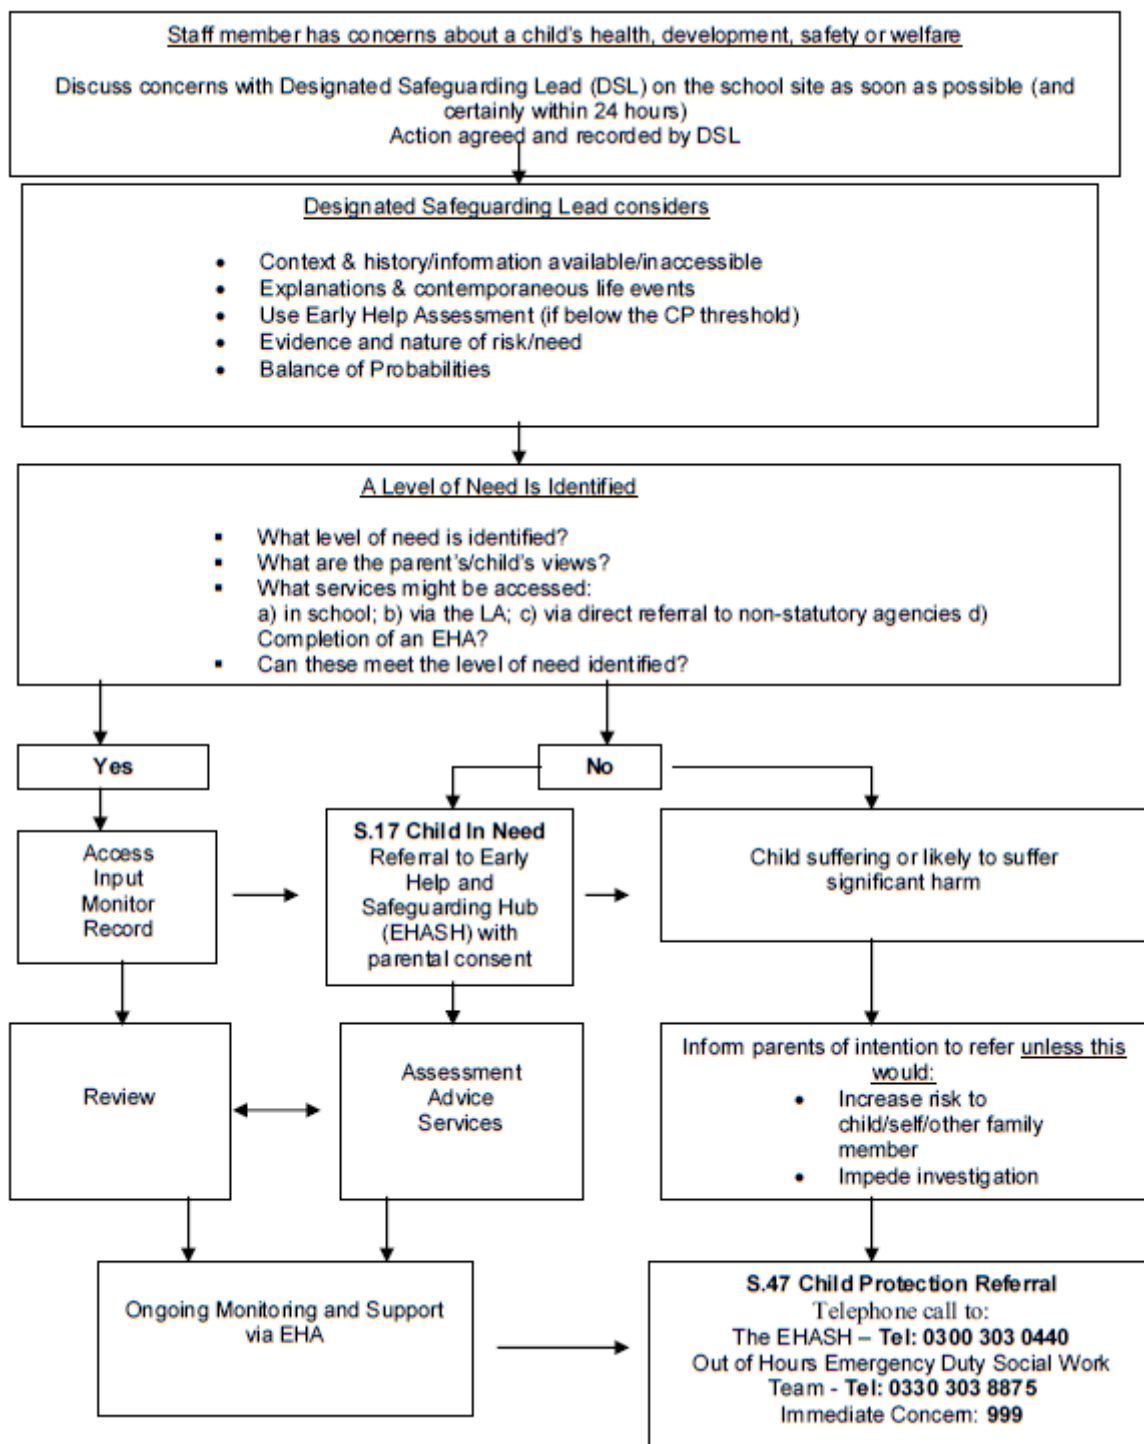 Staff member has concerns about a child's health, development, safety or welfare
Discuss concerns with Designated Safeguarding Lead (DSL) on the school site as soon as possible (and
certainly within 24 hours)
Action agreed and recorded by DSL
Designated Safeguarding Lead considers
• Context & history/information available/inaccessible
• Explanations & contemporaneous life events
• Use Early Help Assessment (if below the CP threshold)
• Evidence and nature of risk/need
• Balance of Probabilities
A Level of Need Is Identified
▪ What level of need is identified?
▪ What are the parent's/child's views?
▪ What services might be accessed:
a) in school; b) via the LA; c) via direct referral to non-statutory agencies d)
Completion of an EHA?
▪ Can these meet the level of need identified?
Yes
No
Access
Input
Monitor
Record
S.17 Child In Need
Referral to Early
Help and
Safeguarding Hub
(EHASH) with
parental consent
Child suffering or likely to suffer
significant harm
Review
Assessment
Advice
Services
Inform parents of intention to refer unless this
would:
• Increase risk to
child/self/other family
member
• Impede investigation
Ongoing Monitoring and Support
via EHA
S.47 Child Protection Referral
Telephone call to:
The EHASH – Tel: 0300 303 0440
Out of Hours Emergency Duty Social Work
Team - Tel: 0330 303 8875
Immediate Concern: 999